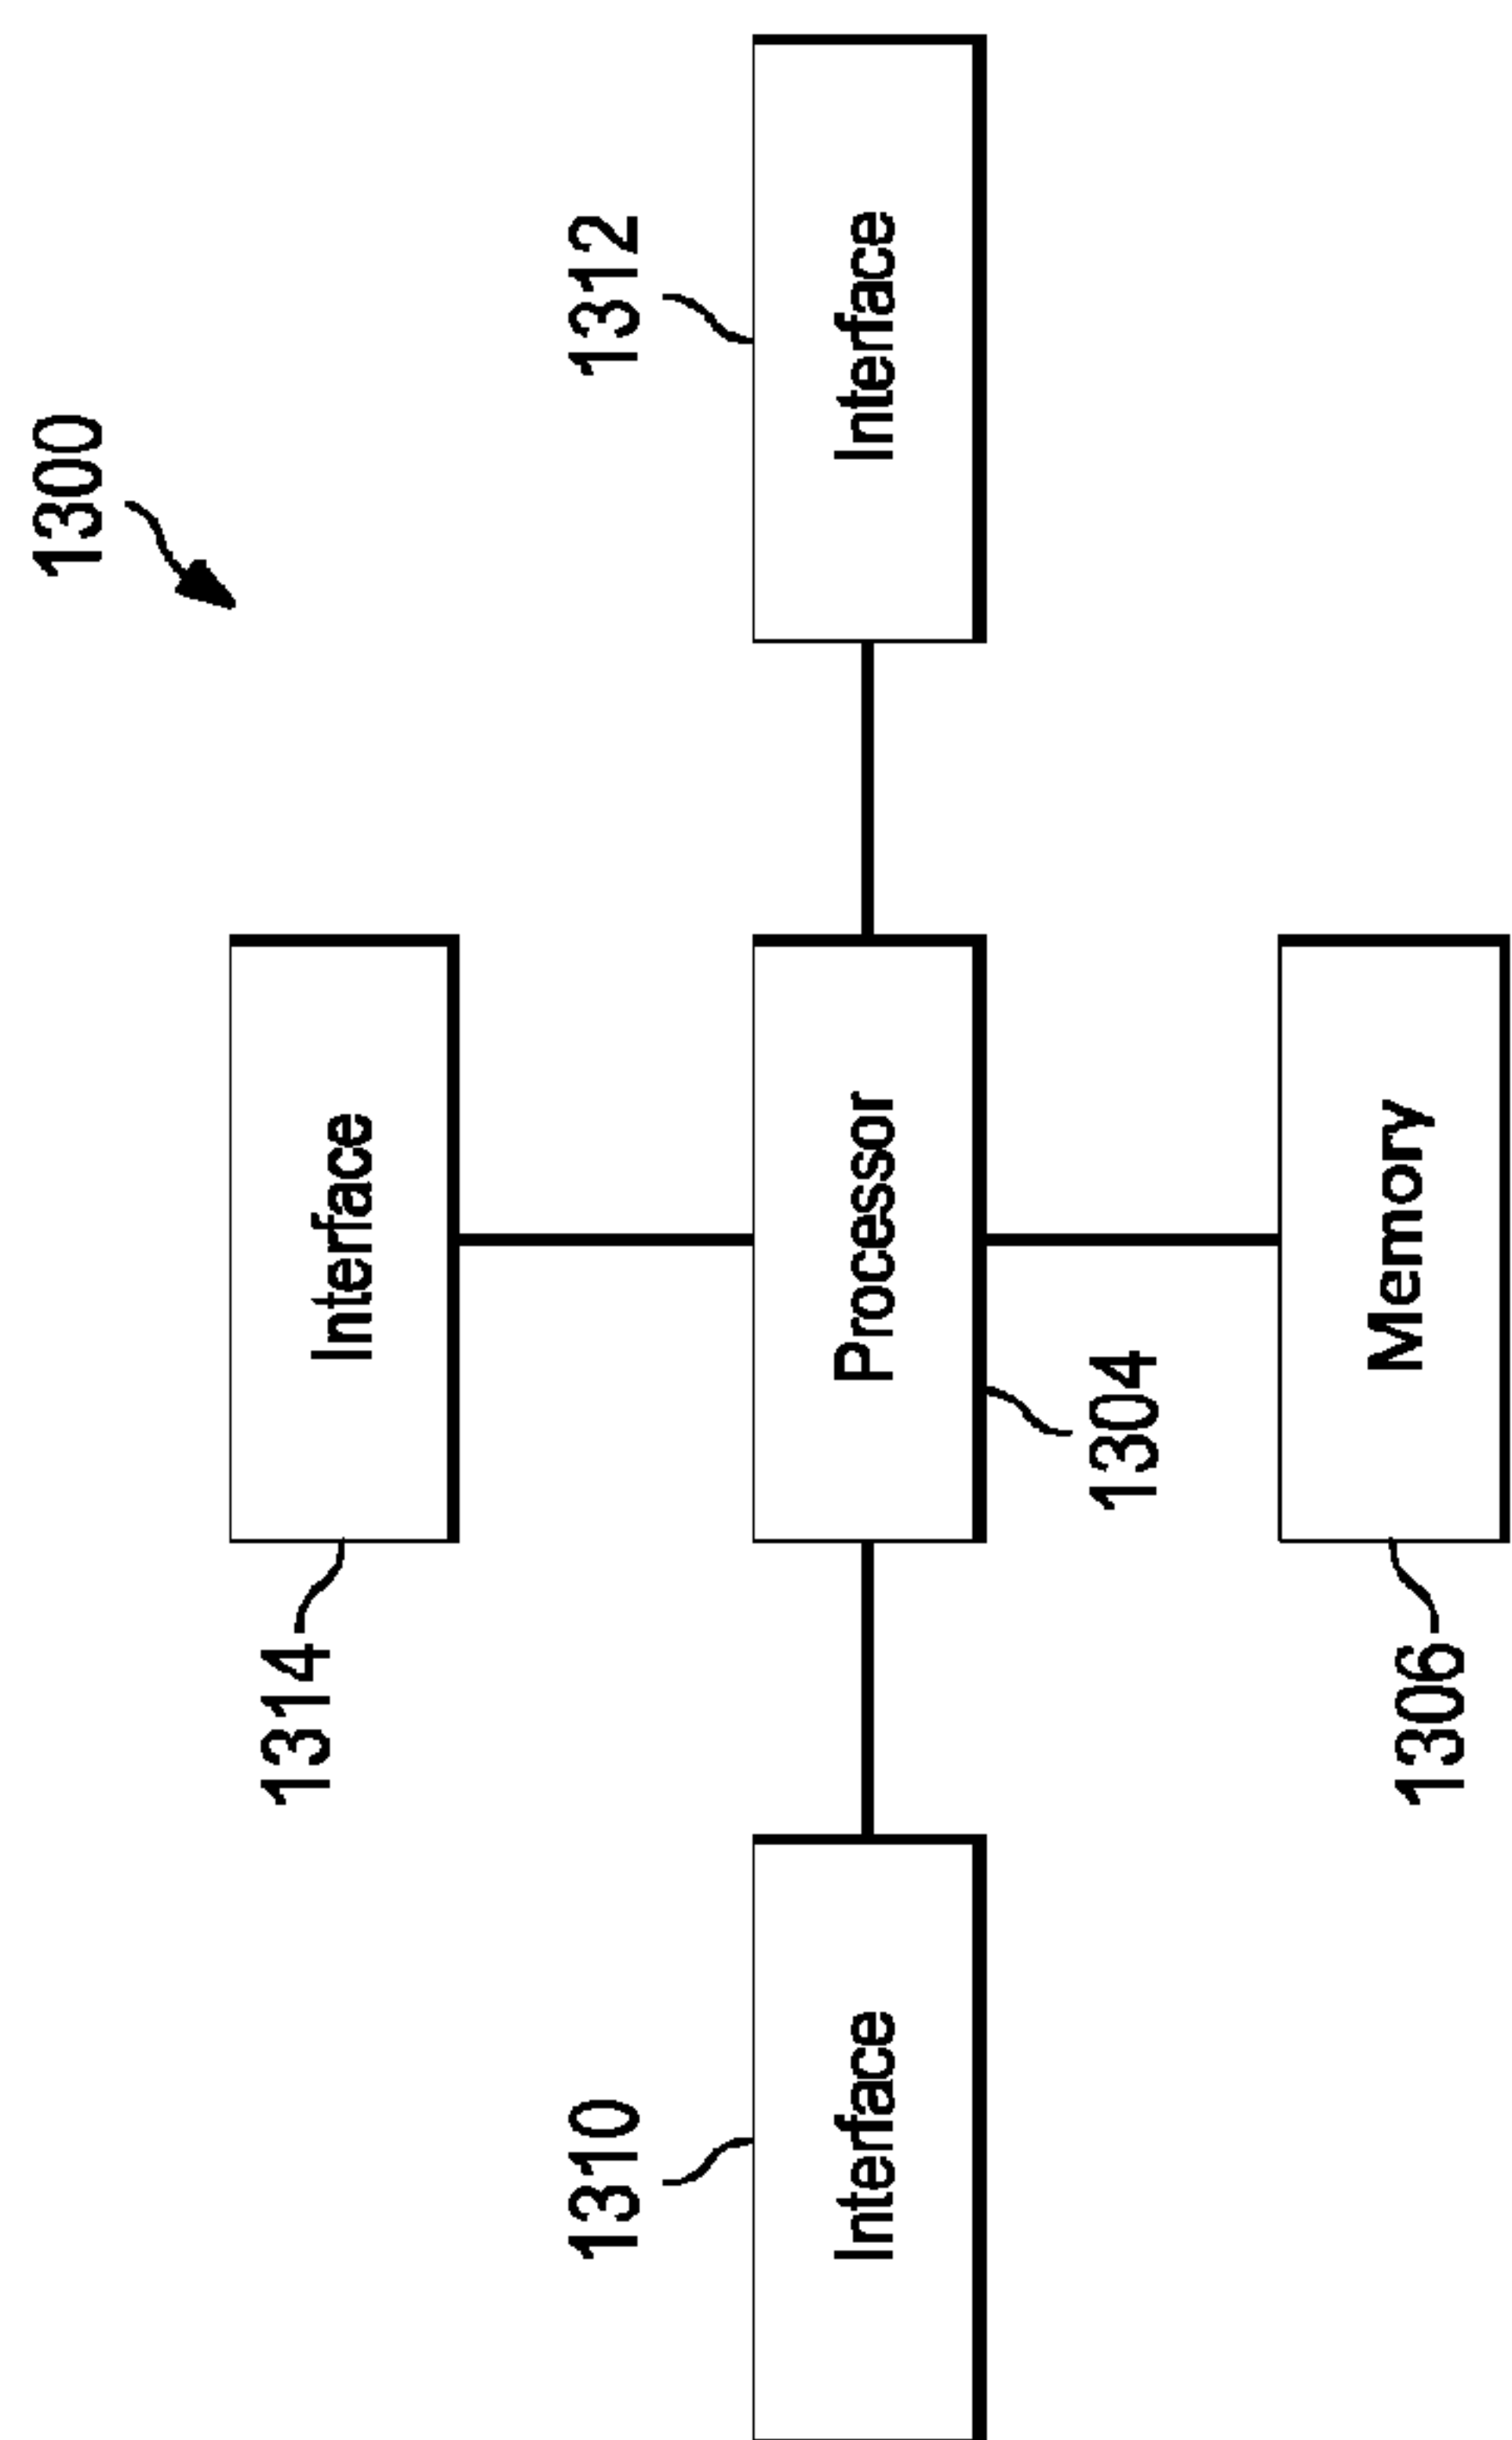 1300
1314
Interface
1310
Interface
Processor
1304
1312
Interface
1306
Memory